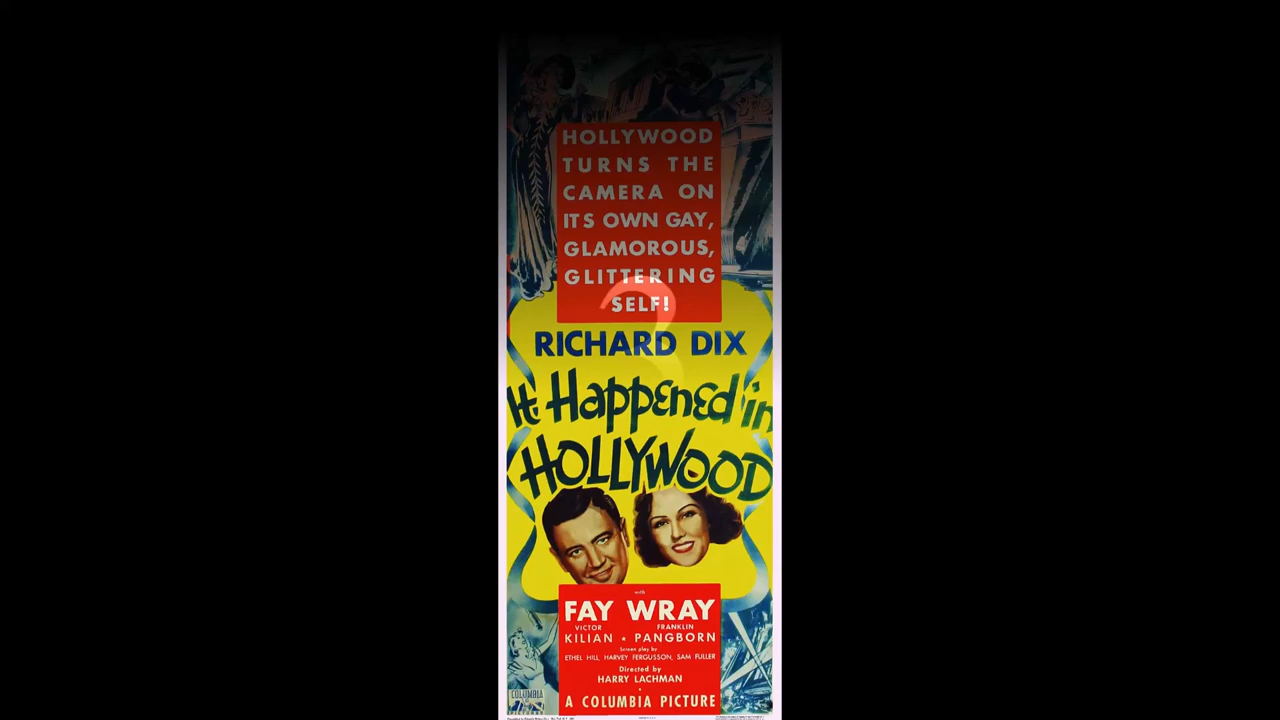 HOLLYWOOD
TURNS THE
CAMERA ON
ITS OWN GAY,
GLAMOROUS,
GLITTERING
SELF!
RICHARD DIX
It Happened in
HOLLYWOOD
with
FAY WRAY
VICTOR FRANKLIN
KILIAN ★ PANGBORN
Screen play by
ETHEL HILL, HARVEY FERGUSSON, SAM FULLER
Directed by
HARRY LACHMAN
A COLUMBIA PICTURE
COLUMBIA
PICTURES